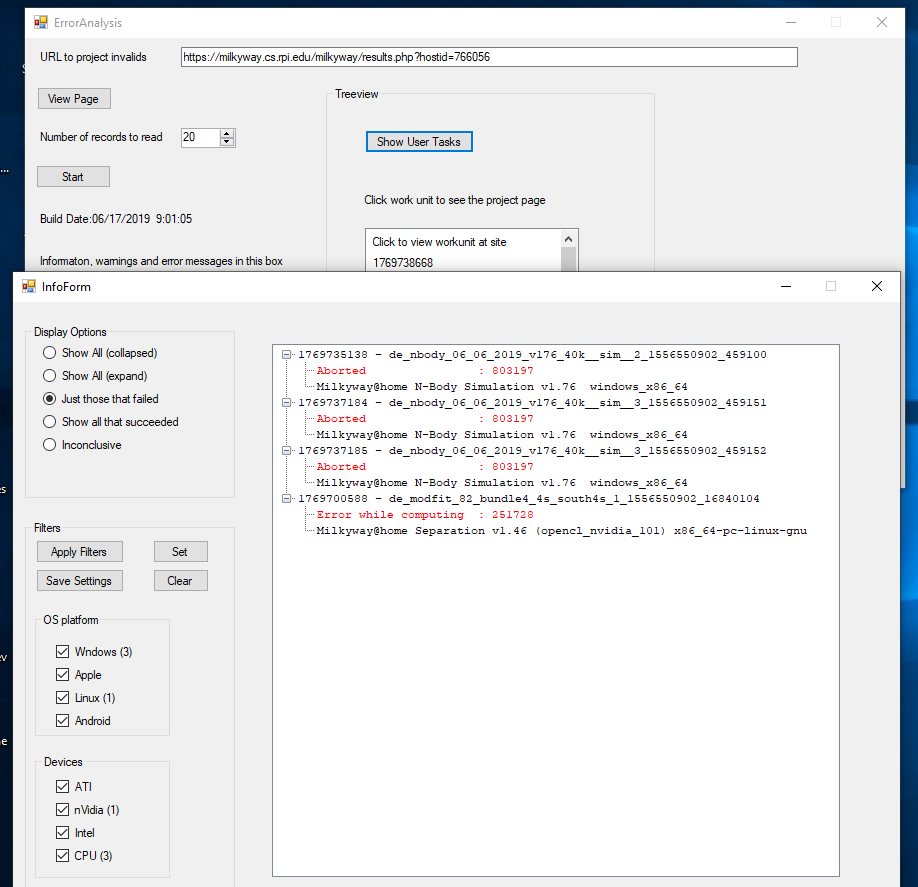 ErrorAnalysis
URL to project invalids
https://milkyway.cs.rpi.edu/milkyway/results.php?hostid=766056
View Page
Treeview
Number of records to read
20
Show User Tasks
Start
Click work unit to see the project page
Build Date:06/17/2019 9:01:05
Click to view workunit at site
1769738668
Informaton, warnings and error messages in this box
InfoForm
Display Options
Show All (collapsed)
Show All (expand)
Just those that failed
Show all that succeeded
Inconclusive
1769735138 - de_nbody_06_06_2019_v176_40k__sim__2_1556550902_459100
Aborted : 803197
Milkyway@home N-Body Simulation v1.76 windows_x86_64
1769737184 - de_nbody_06_06_2019_v176_40k__sim__3_1556550902_459151
Aborted : 803197
Milkyway@home N-Body Simulation v1.76 windows_x86_64
1769737185 - de_nbody_06_06_2019_v176_40k__sim__3_1556550902_459152
Aborted : 803197
Milkyway@home N-Body Simulation v1.76 windows_x86_64
1769700588 - de_modfit_82_bundle4_4s_south4s_1_1556550902_16840104
Error while computing : 251728
Milkyway@home Separation v1.46 (opencl_nvidia_101) x86_64-pc-linux-gnu
Filters
Apply Filters
Set
Save Settings
Clear
OS platform
Wndows (3)
Apple
Linux (1)
Android
Devices
ATI
nVidia (1)
Intel
CPU (3)